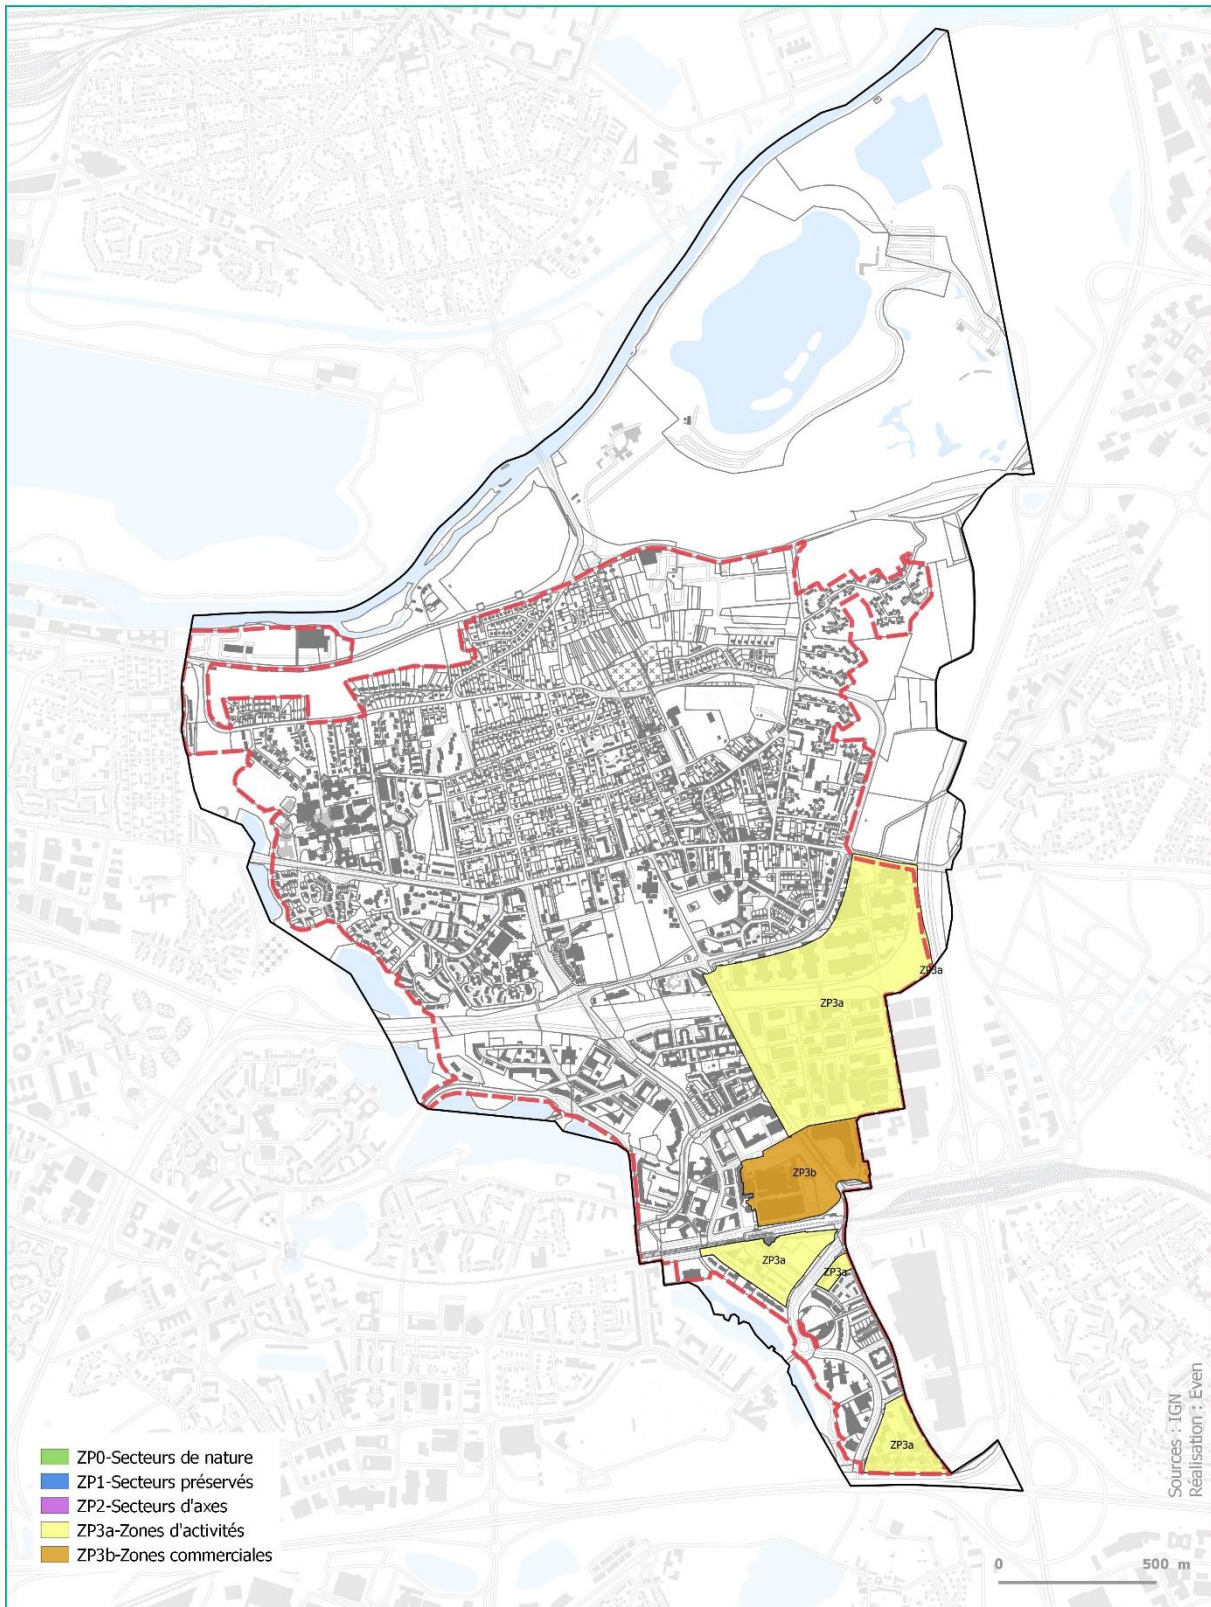 ZP3a
ZP3a
ZP3b
ZP3a
ZP3a
ZP3a
ZP0-Secteurs de nature
ZP1-Secteurs préservés
ZP2-Secteurs d'axes
ZP3a-Zones d'activités
ZP3b-Zones commerciales
Sources : IGN
Réalisation : Even
0 500 m